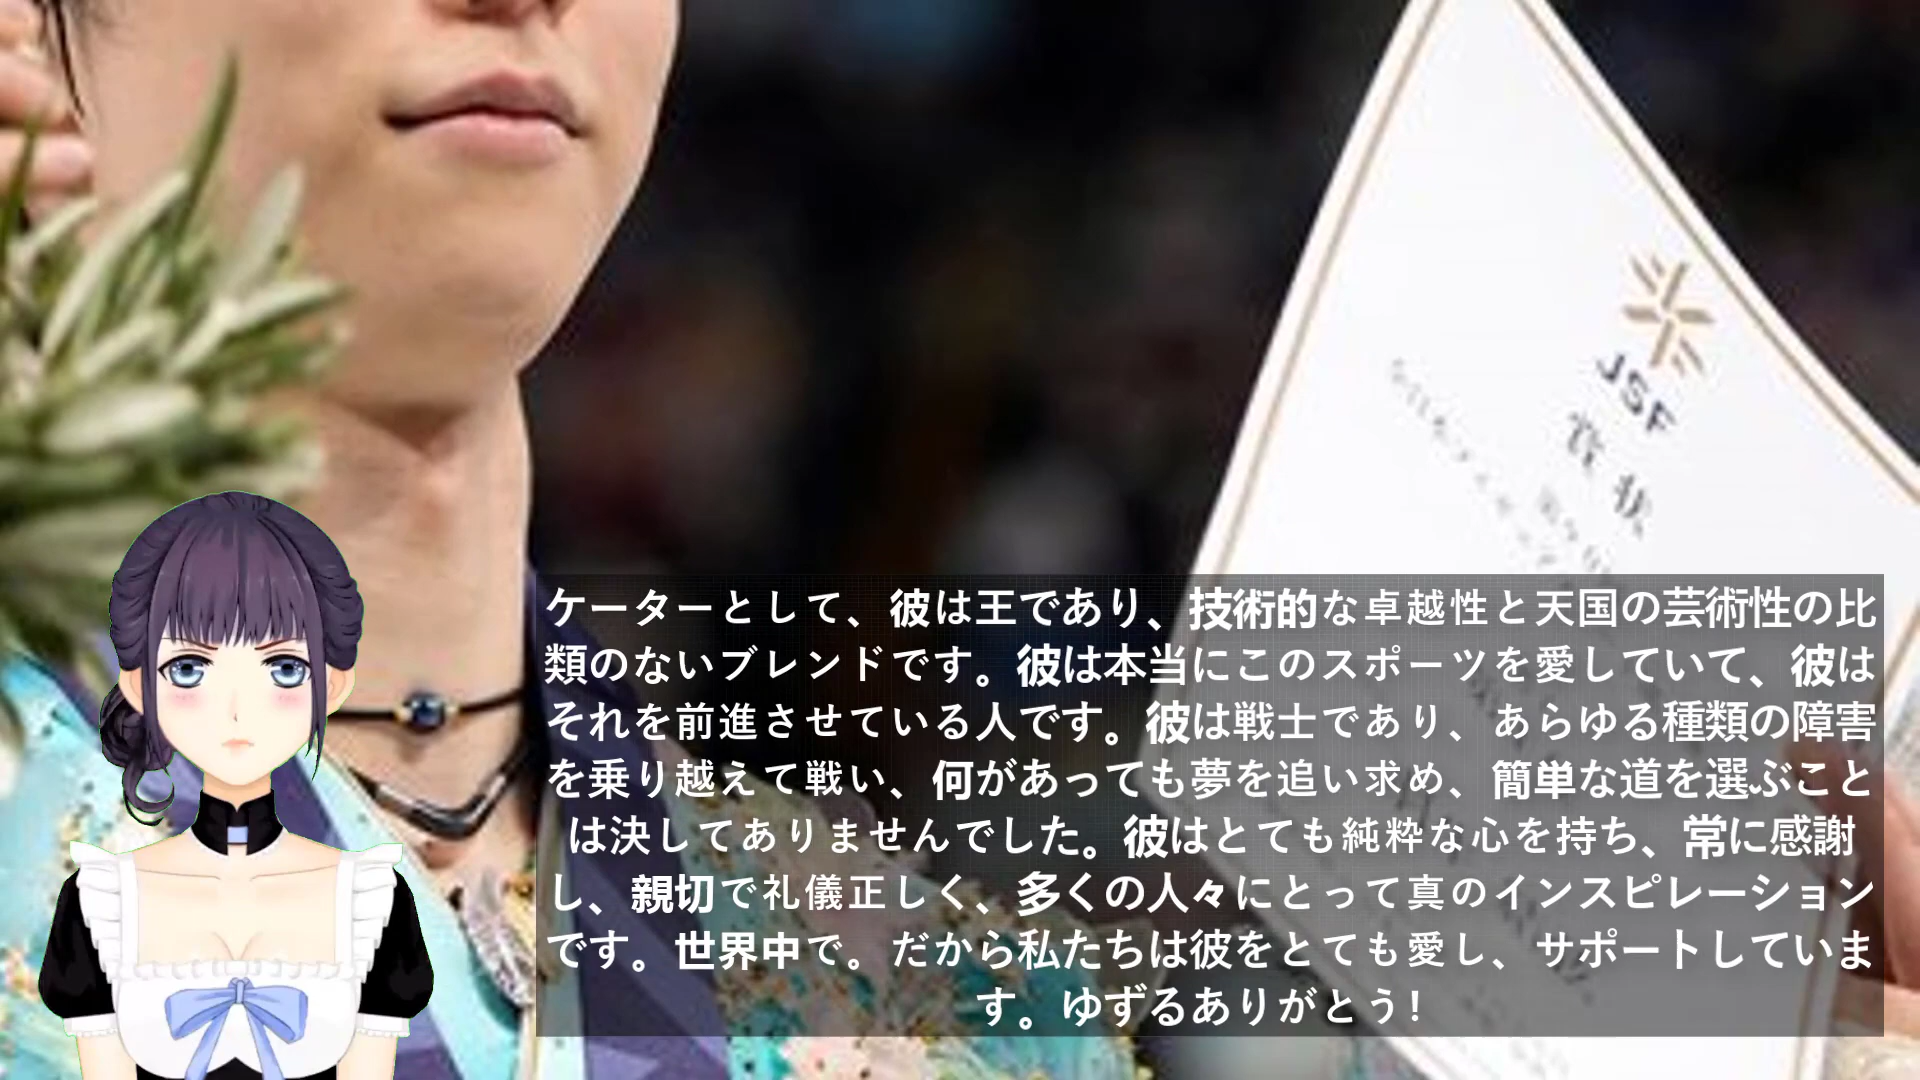 JSF
賞状
ケーターとして、彼は王であり、技術的な卓越性と天国の芸術性の比
類のないブレンドです。彼は本当にこのスポーツを愛していて、彼は
それを前進させている人です。彼は戦士であり、あらゆる種類の障害
を乗り越えて戦い、何があっても夢を追い求め、簡単な道を選ぶこと
は決してありませんでした。彼はとても純粋な心を持ち、常に感謝
し、親切で礼儀正しく、多くの人々にとって真のインスピレーション
です。世界中で。だから私たちは彼をとても愛し、サポートしていま
す。ゆずるありがとう！